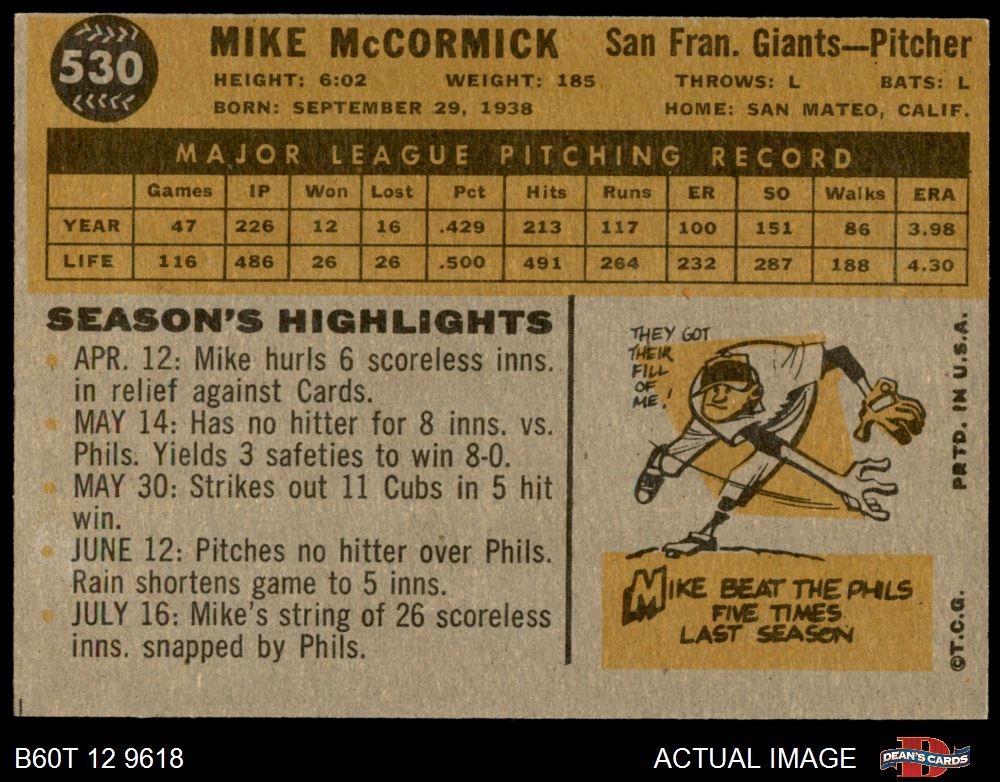 530
MIKE McCORMICK San Fran. Giants—Pitcher
HEIGHT: 6:02 WEIGHT: 185 THROWS: L BATS: L
BORN: SEPTEMBER 29, 1938 HOME: SAN MATEO, CALIF.
MAJOR LEAGUE PITCHING RECORD
Games IP Won Lost Pct Hits Runs ER SO Walks ERA
YEAR 47 226 12 16 .429 213 117 100 151 86 3.98
LIFE 116 486 26 26 .500 491 264 232 287 188 4.30
SEASON'S HIGHLIGHTS
• APR. 12: Mike hurls 6 scoreless inns.
in relief against Cards.
• MAY 14: Has no hitter for 8 inns. vs.
Phils. Yields 3 safeties to win 8-0.
• MAY 30: Strikes out 11 Cubs in 5 hit
win.
• JUNE 12: Pitches no hitter over Phils.
Rain shortens game to 5 inns.
• JULY 16: Mike's string of 26 scoreless
inns. snapped by Phils.
THEY GOT
THEIR
FILL
OF
ME!
MIKE BEAT THE PHILS
FIVE TIMES
LAST SEASON
©T.C.G. PRTD. IN U.S.A.
B60T 12 9618 ACTUAL IMAGE DEAN'S CARDS